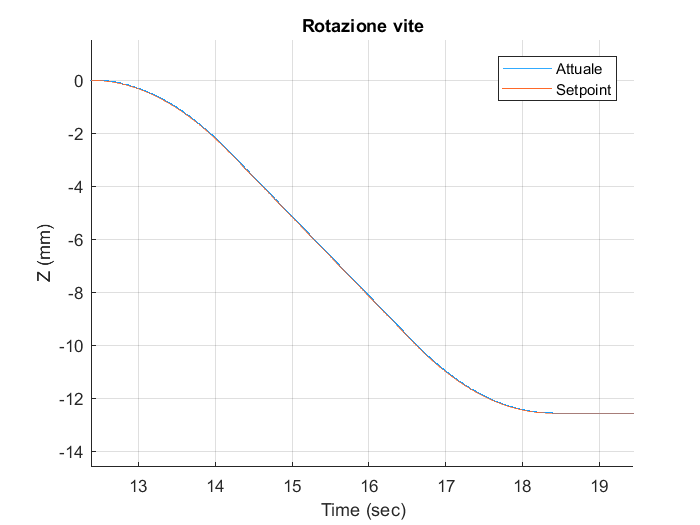 Rotazione vite
Attuale
Setpoint
0
-2
-4
-6
-8
-10
-12
-14
Z (mm)
13 14 15 16 17 18 19
Time (sec)